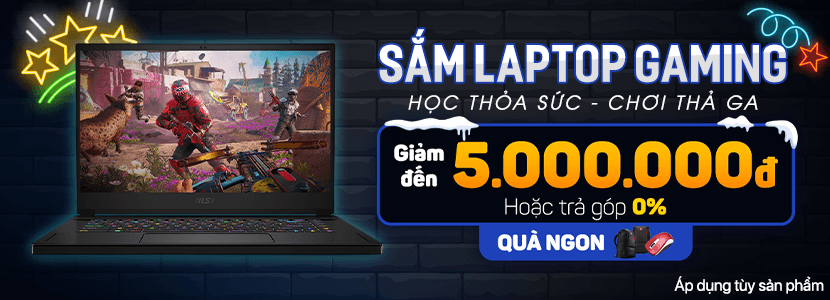 SẮM LAPTOP GAMING
HỌC THỎA SỨC - CHƠI THẢ GA
Giảm đến 5.000.000đ
Hoặc trả góp 0%
QUÀ NGON
msi
Áp dụng tùy sản phẩm